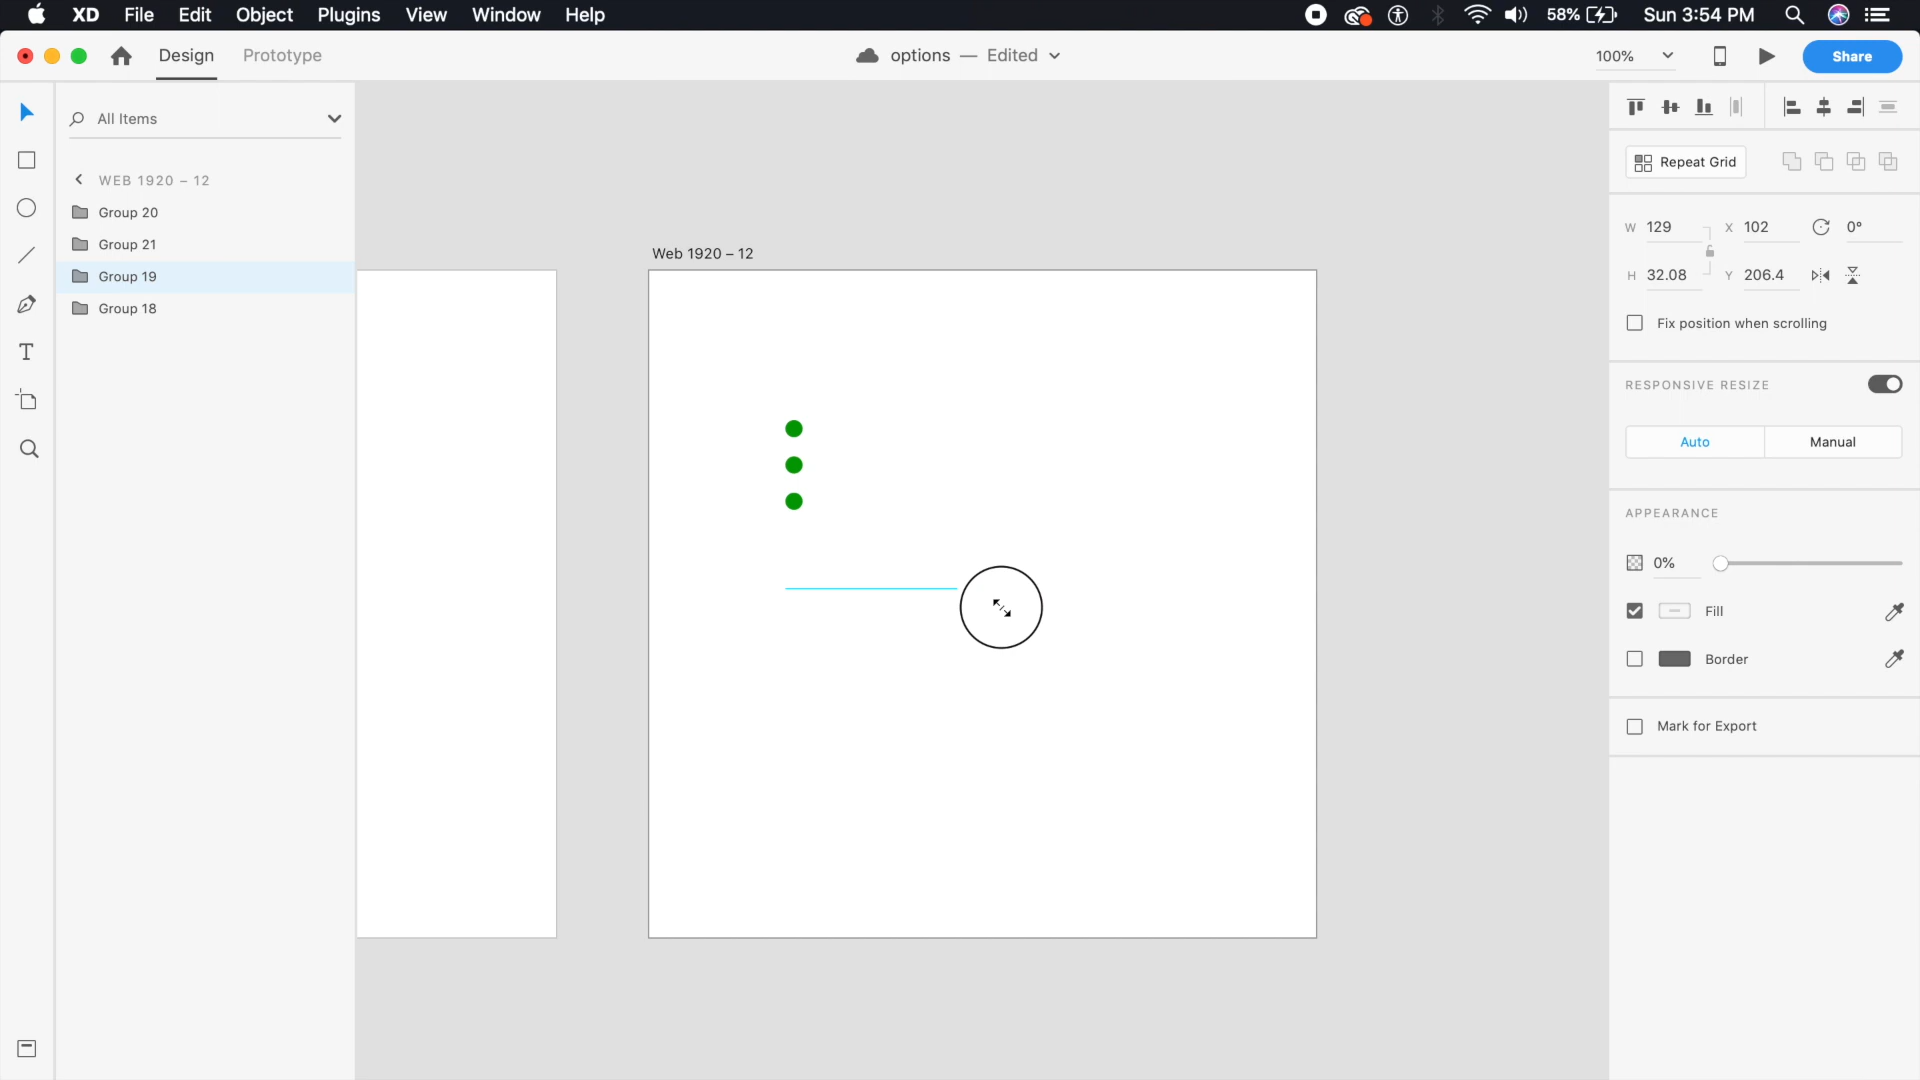 XD File Edit Object Plugins View Window Help 58% Sun 3:54 PM
Design Prototype options — Edited 100% Share
All Items
WEB 1920 – 12
Group 20
Group 21
Group 19
Group 18
Web 1920 – 12
Repeat Grid
W 129 X 102 0°
H 32.08 Y 206.4
Fix position when scrolling
RESPONSIVE RESIZE
Auto Manual
APPEARANCE
0%
Fill
Border
Mark for Export